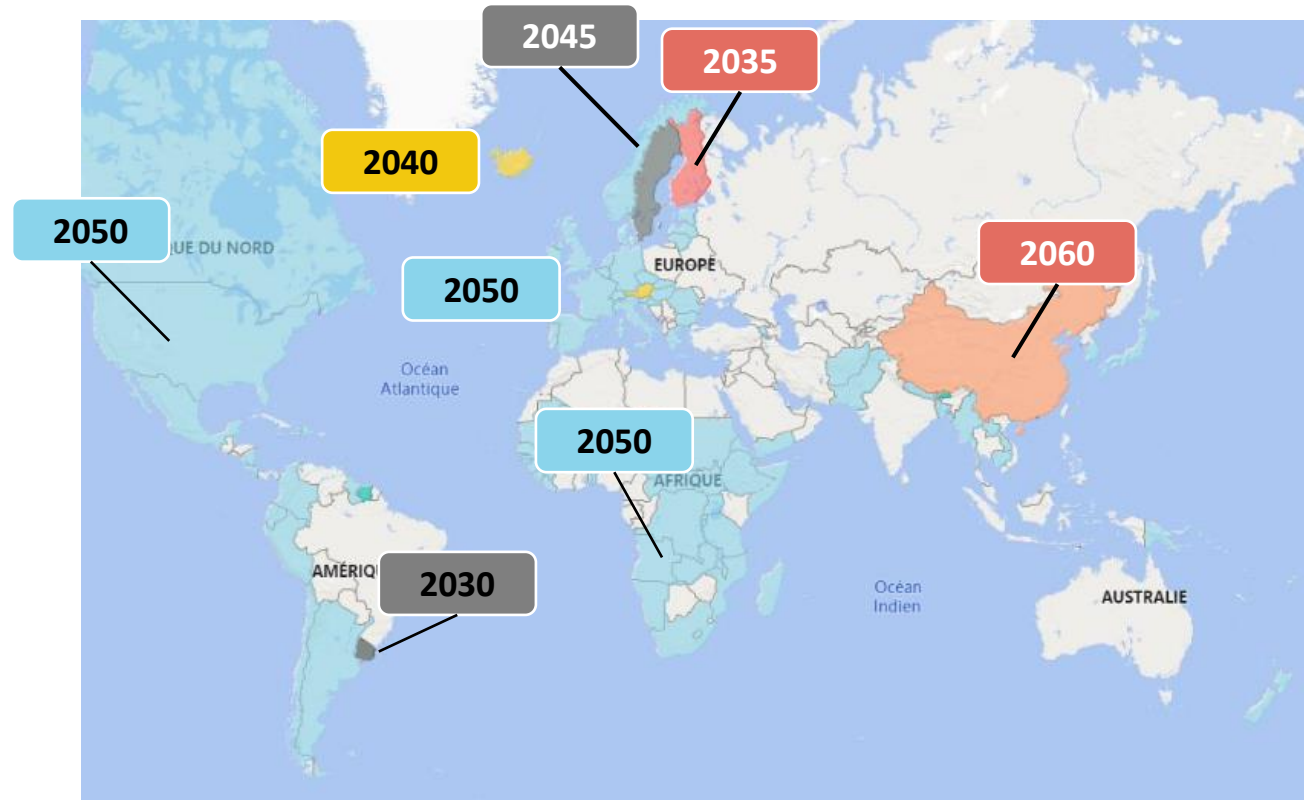 2045
2035
2040
2050
QUE DU NORD
2060
EUROPE
2050
Océan
Atlantique
2050
AFRIQUE
AMÉRIQ
2030
Océan
Indien
AUSTRALIE